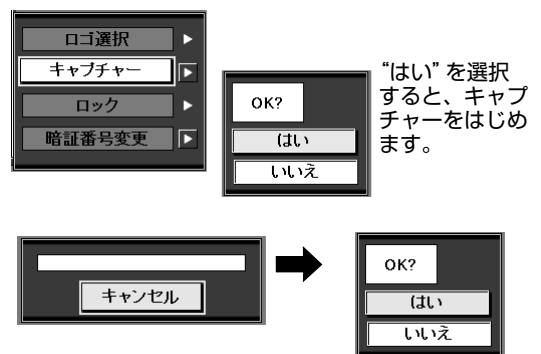 ロゴ選択
キャプチャー
ロック
暗証番号変更
OK?
はい
いいえ
“はい”を選択
すると、キャプ
チャーをはじめ
ます。
キャンセル
OK?
はい
いいえ